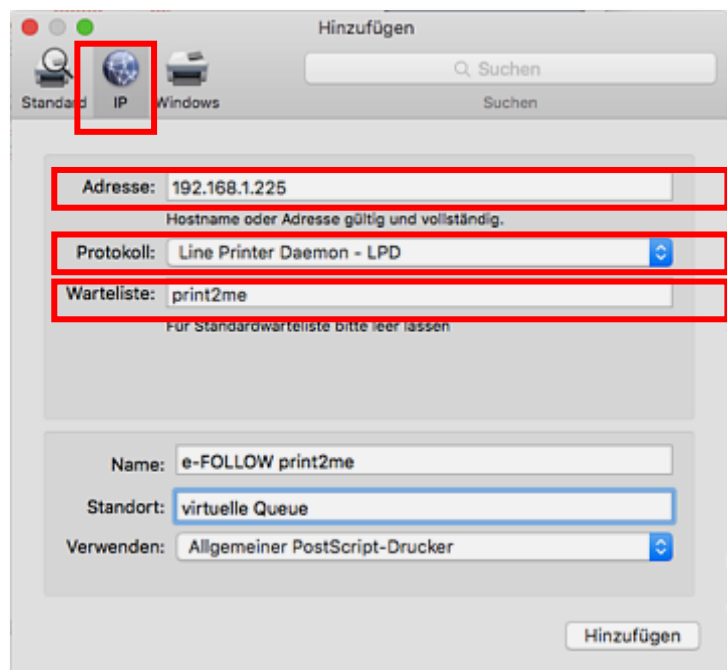 Hinzufügen
Suchen
Standard IP Windows Suchen
Adresse: 192.168.1.225
Hostname oder Adresse gültig und vollständig.
Protokoll: Line Printer Daemon - LPD
Warteliste: print2me
Für Standardwarteliste bitte leer lassen
Name: e-FOLLOW print2me
Standort: virtuelle Queue
Verwenden: Allgemeiner PostScript-Drucker
Hinzufügen